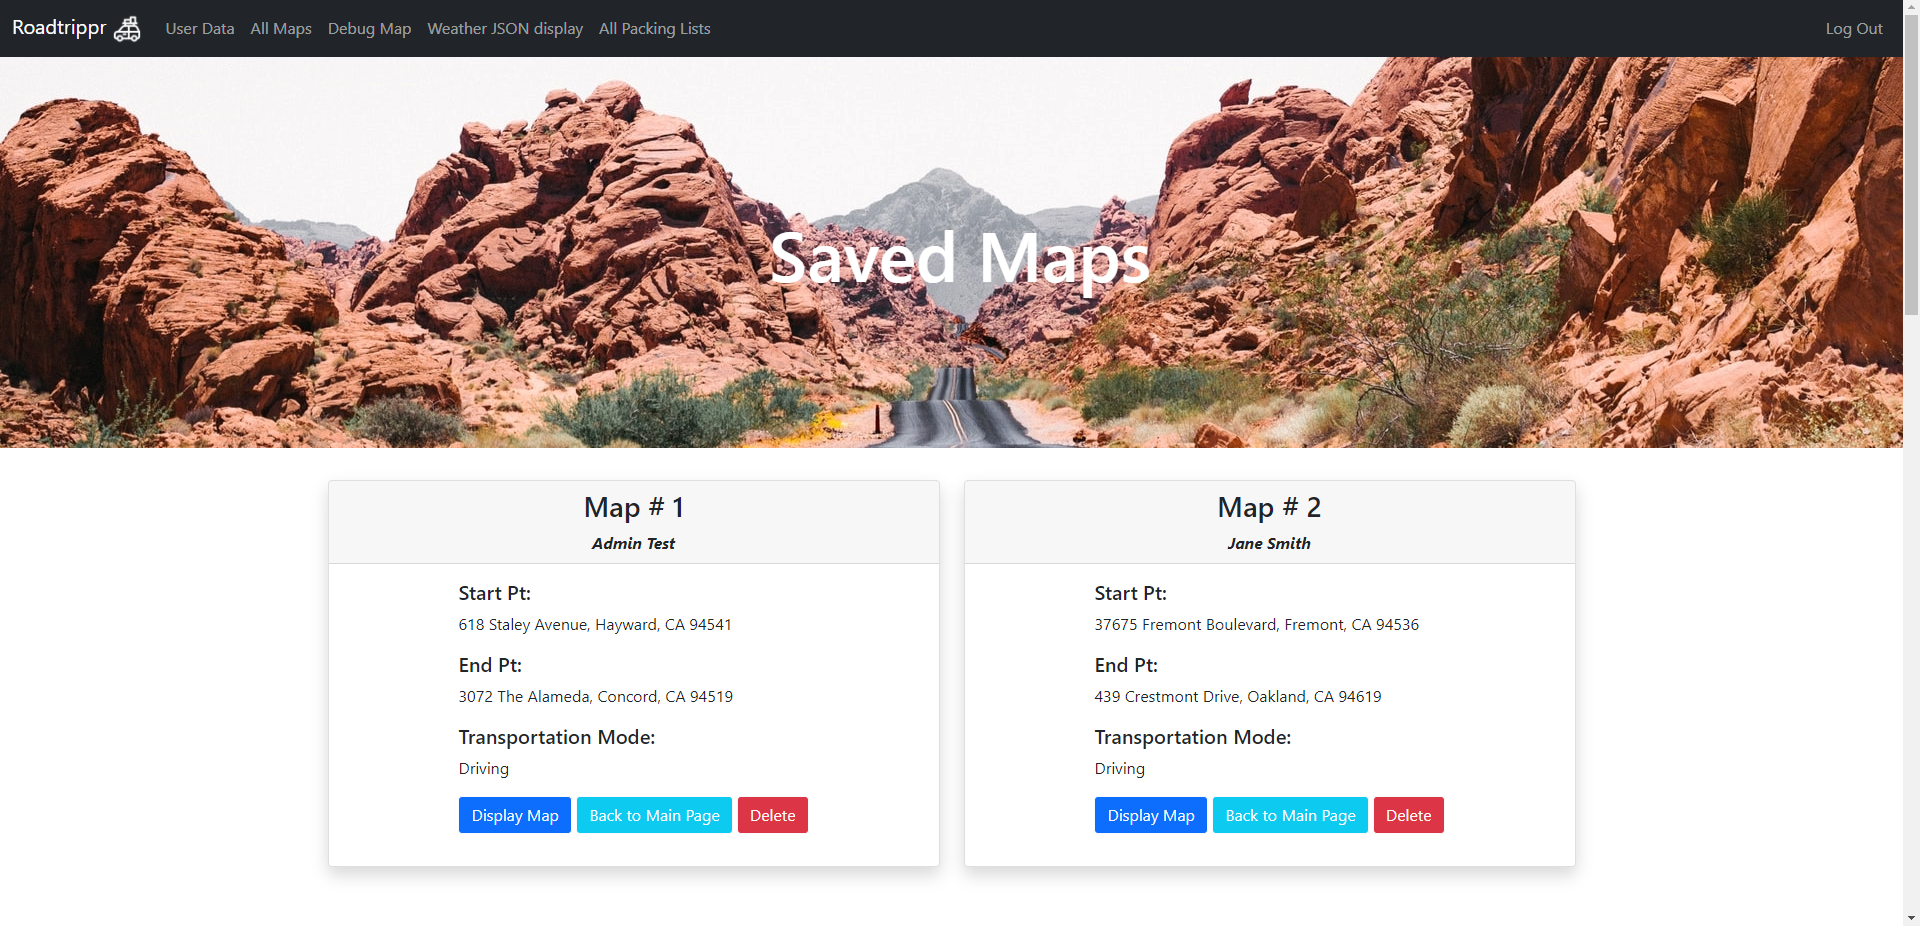 Roadtrippr User Data All Maps Debug Map Weather JSON display All Packing Lists Log Out
Saved Maps
Map # 1
Admin Test
Start Pt:
618 Staley Avenue, Hayward, CA 94541
End Pt:
3072 The Alameda, Concord, CA 94519
Transportation Mode:
Driving
Display Map Back to Main Page Delete
Map # 2
Jane Smith
Start Pt:
37675 Fremont Boulevard, Fremont, CA 94536
End Pt:
439 Crestmont Drive, Oakland, CA 94619
Transportation Mode:
Driving
Display Map Back to Main Page Delete